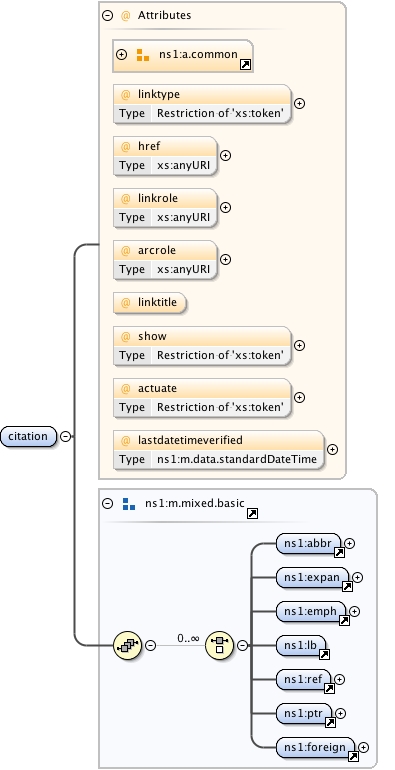 @ Attributes
ns1:a.common
@ linktype
Type Restriction of 'xs:token'
@ href
Type xs:anyURI
@ linkrole
Type xs:anyURI
@ arcrole
Type xs:anyURI
@ linktitle
@ show
Type Restriction of 'xs:token'
@ actuate
Type Restriction of 'xs:token'
@ lastdatetimeverified
Type ns1:m.data.standardDateTime
citation
ns1:m.mixed.basic
0..∞
ns1:abbr
ns1:expan
ns1:emph
ns1:lb
ns1:ref
ns1:ptr
ns1:foreign